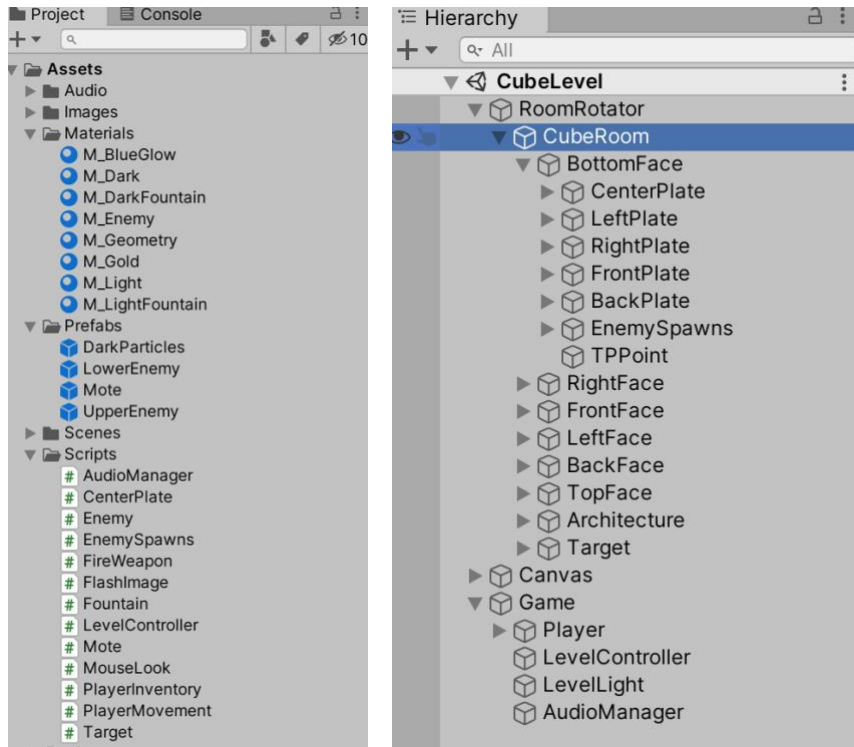 Project Console
10
Assets
Audio
Images
Materials
M_BlueGlow
M_Dark
M_DarkFountain
M_Enemy
M_Geometry
M_Gold
M_Light
M_LightFountain
Prefabs
DarkParticles
LowerEnemy
Mote
UpperEnemy
Scenes
Scripts
AudioManager
CenterPlate
Enemy
EnemySpawns
FireWeapon
FlashImage
Fountain
LevelController
Mote
MouseLook
PlayerInventory
PlayerMovement
Target
Hierarchy
All
CubeLevel
RoomRotator
CubeRoom
BottomFace
CenterPlate
LeftPlate
RightPlate
FrontPlate
BackPlate
EnemySpawns
TPPoint
RightFace
FrontFace
LeftFace
BackFace
TopFace
Architecture
Target
Canvas
Game
Player
LevelController
LevelLight
AudioManager